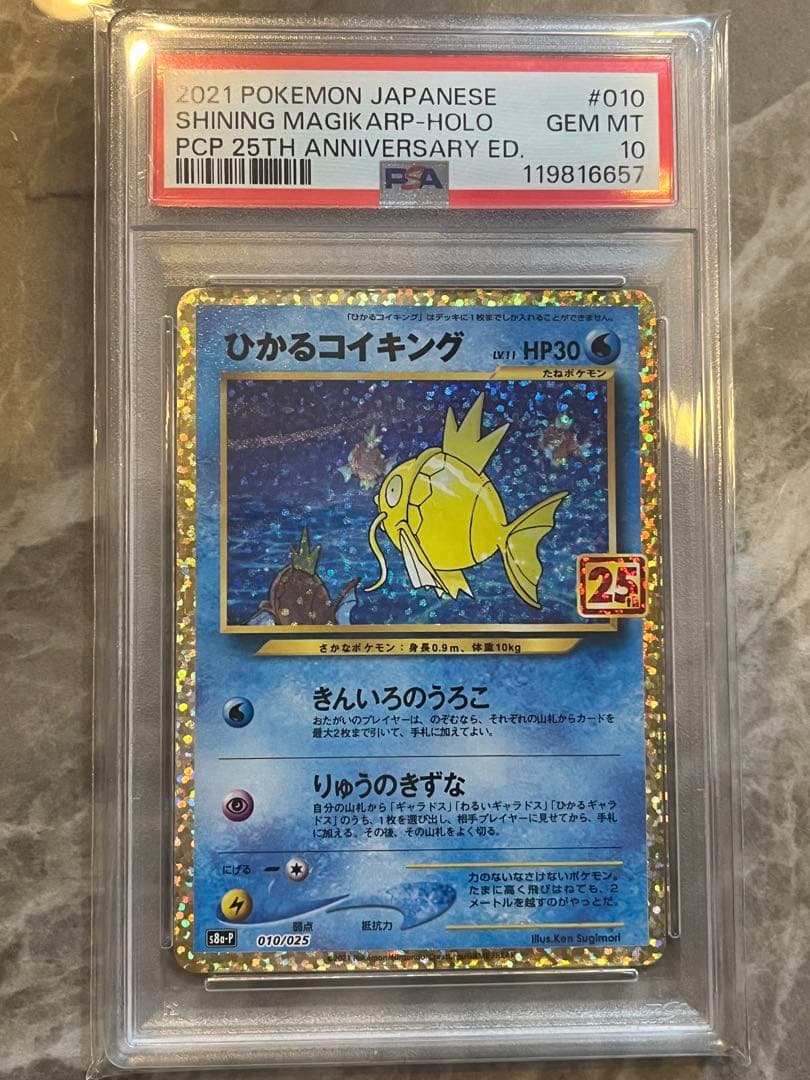 2021 POKEMON JAPANESE #010
SHINING MAGIKARP-HOLO GEM MT
PCP 25TH ANNIVERSARY ED. 10
PSA 119816657
「ひかるコイキング」はデッキに1枚までしか入れることができません。
ひかるコイキング LV.11 HP30
たねポケモン
25th
さかなポケモン:身長0.9m、体重10kg
きんいろのうろこ
おたがいのプレイヤーは、のぞむなら、それぞれの山札からカードを
最大2枚まで引いて、手札に加えてよい。
りゅうのきずな
自分の山札から「ギャラドス」「わるいギャラドス」「ひかるギャラ
ドス」のうち、1枚を選び出し、相手プレイヤーに見せてから、手札
に加える。その後、その山札をよく切る。
にげる
力のないなさけないポケモン。
たまに高く飛びはねても、2
メートルを越すのがやっとだ。
弱点 抵抗力
s8a-P 010/025 Illus.Ken Sugimori
©2021 Pokémon/Nintendo/Creatures/GAME FREAK